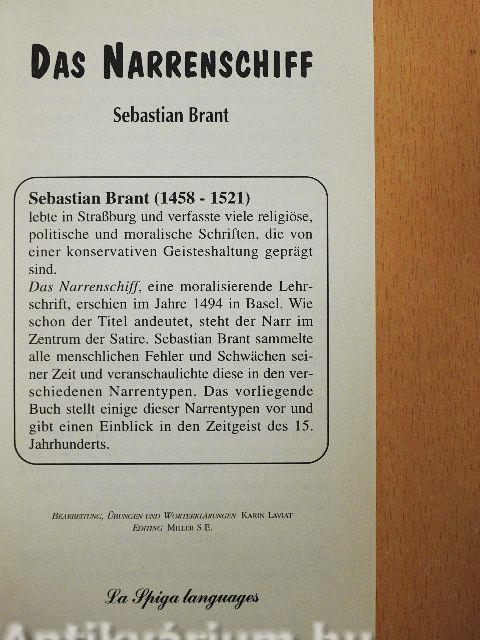 DAS NARRENSCHIFF
Sebastian Brant
Sebastian Brant (1458 - 1521)
lebte in Straßburg und verfasste viele religiöse,
politische und moralische Schriften, die von
einer konservativen Geisteshaltung geprägt
sind.
Das Narrenschiff, eine moralisierende Lehr-
schrift, erschien im Jahre 1494 in Basel. Wie
schon der Titel andeutet, steht der Narr im
Zentrum der Satire. Sebastian Brant sammelte
alle menschlichen Fehler und Schwächen sei-
ner Zeit und veranschaulichte diese in den ver-
schiedenen Narrentypen. Das vorliegende
Buch stellt einige dieser Narrentypen vor und
gibt einen Einblick in den Zeitgeist des 15.
Jahrhunderts.
BEARBEITUNG, ÜBUNGEN UND WORTERKLÄRUNGEN KARIN LAVIAT
EDITING MILLER S.E.
La Spiga languages
Antikvárium.hu